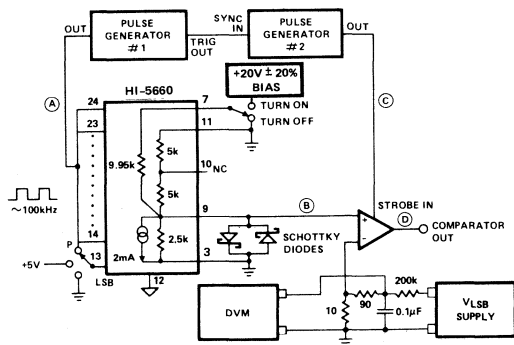 OUT
PULSE
GENERATOR
#1
TRIG
OUT
SYNC
IN
PULSE
GENERATOR
#2
OUT
+20V ± 20%
BIAS
A
HI-5660
C
24
23
7
TURN ON
TURN OFF
11
9.95k
5k
10
NC
5k
9
B
STROBE IN
+
-
D
COMPARATOR
OUT
~100kHz
14
P
13
2mA
2.5k
3
SCHOTTKY
DIODES
+5V
LSB
12
DVM
10
90
200k
0.1µF
VLSB
SUPPLY